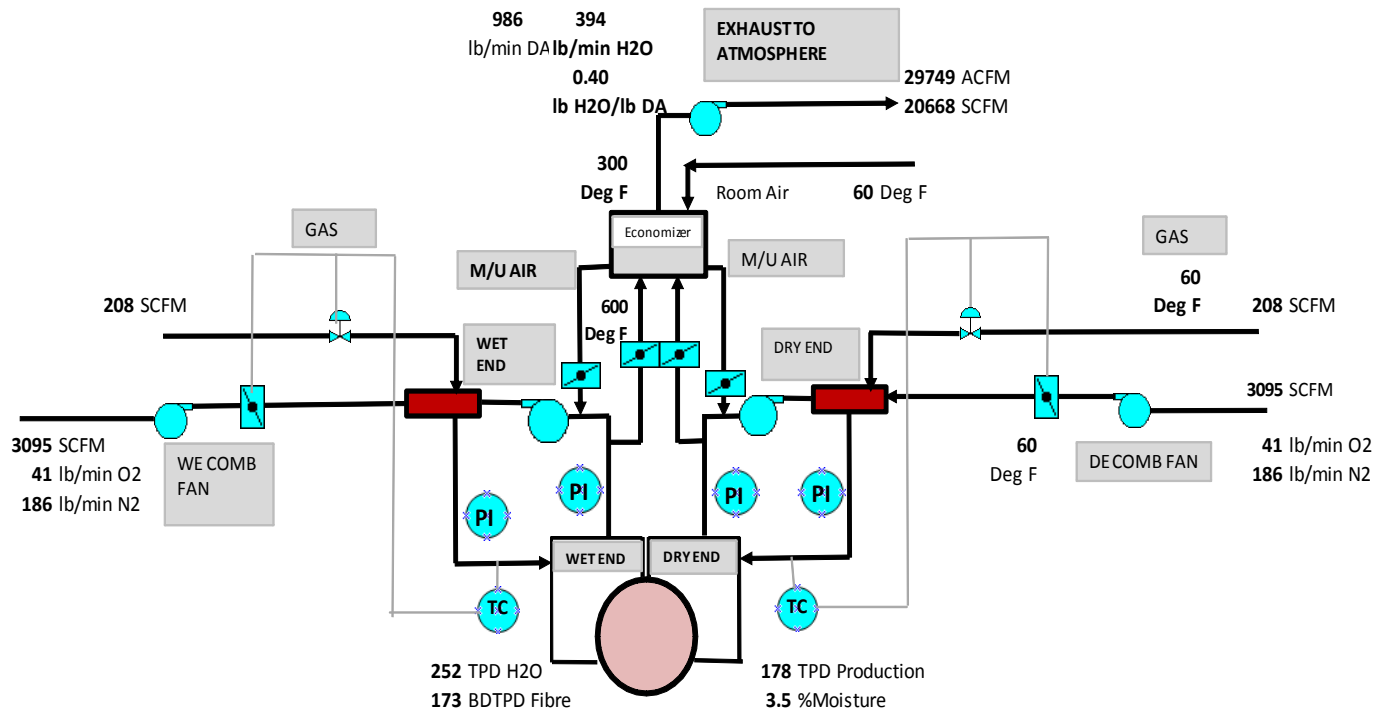 986 394
lb/min DA lb/min H2O
0.40
lb H2O/lb DA
EXHAUST TO
ATMOSPHERE
29749 ACFM
20668 SCFM
300
Deg F
Room Air 60 Deg F
GAS
Economizer
M/U AIR
M/U AIR
GAS
60
Deg F
208 SCFM
208 SCFM
600
Deg F
WET
END
DRY END
3095 SCFM
41 lb/min O2
186 lb/min N2
WE COMB
FAN
3095 SCFM
41 lb/min O2
186 lb/min N2
60
Deg F
DE COMB FAN
PI
PI
PI
PI
WET END
DRY END
TC
TC
252 TPD H2O
173 BDTPD Fibre
178 TPD Production
3.5 %Moisture